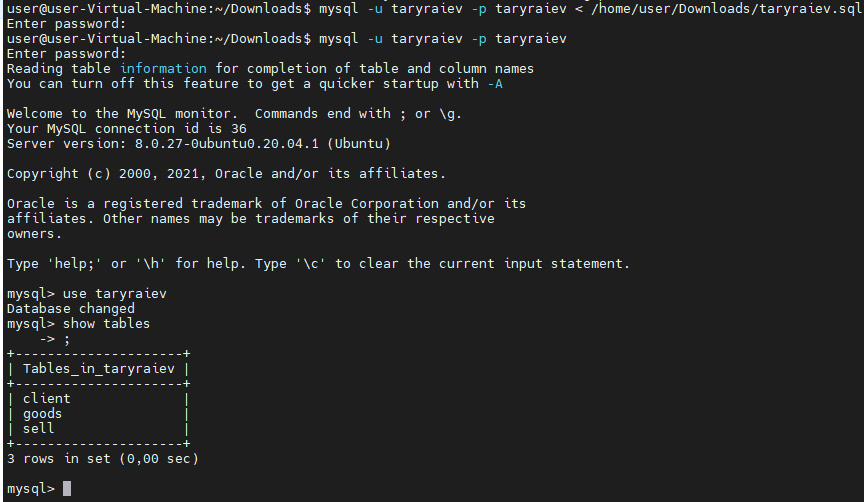 user@user-Virtual-Machine:~/Downloads$ mysql -u taryraiev -p taryraiev < /home/user/Downloads/taryraiev.sql
Enter password:
user@user-Virtual-Machine:~/Downloads$ mysql -u taryraiev -p taryraiev
Enter password:
Reading table information for completion of table and column names
You can turn off this feature to get a quicker startup with -A

Welcome to the MySQL monitor.  Commands end with ; or \g.
Your MySQL connection id is 36
Server version: 8.0.27-0ubuntu0.20.04.1 (Ubuntu)

Copyright (c) 2000, 2021, Oracle and/or its affiliates.

Oracle is a registered trademark of Oracle Corporation and/or its
affiliates. Other names may be trademarks of their respective
owners.

Type 'help;' or '\h' for help. Type '\c' to clear the current input statement.

mysql> use taryraiev
Database changed
mysql> show tables
    -> ;
+---------------------+
| Tables_in_taryraiev |
+---------------------+
| client              |
| goods               |
| sell                |
+---------------------+
3 rows in set (0,00 sec)

mysql>